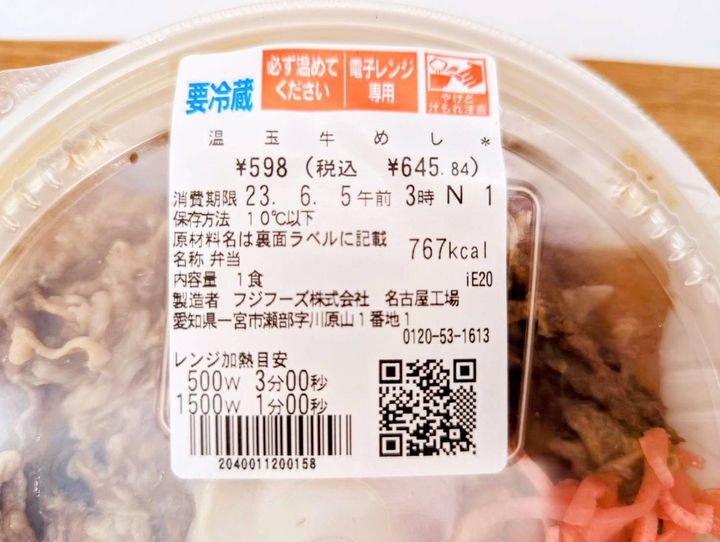 要冷蔵
必ず温めて
ください
電子レンジ
専用
やけど
汁もれ注意
温玉牛めし*
¥598 (税込 ¥645.84)
消費期限 23. 6. 5午前 3時 N 1
保存方法 10℃以下
原材料名は裏面ラベルに記載 767kcal
名称 弁当
内容量 1食 iE20
製造者 フジフーズ株式会社 名古屋工場
愛知県一宮市瀬部字川原山1番地1
0120-53-1613
レンジ加熱目安
500W 3分00秒
1500W 1分00秒
2040011200158